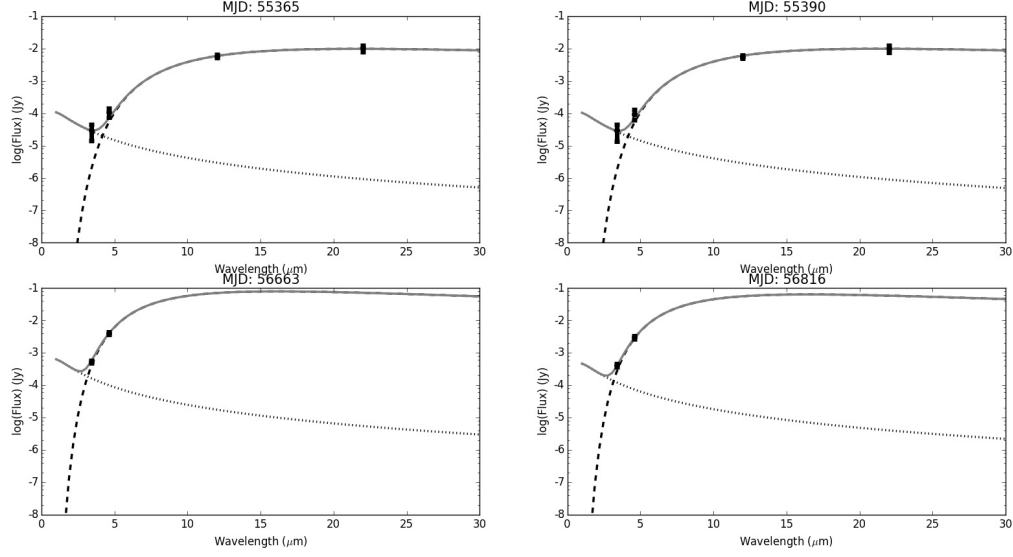 MJD: 55365
-1
-2
-3
-4
-5
-6
-7
-8
log(Flux) (Jy)
0 5 10 15 20 25 30
Wavelength (μm)
MJD: 55390
-1
-2
-3
-4
-5
-6
-7
-8
log(Flux) (Jy)
0 5 10 15 20 25 30
Wavelength (μm)
MJD: 56663
-1
-2
-3
-4
-5
-6
-7
-8
log(Flux) (Jy)
0 5 10 15 20 25 30
Wavelength (μm)
MJD: 56816
-1
-2
-3
-4
-5
-6
-7
-8
log(Flux) (Jy)
0 5 10 15 20 25 30
Wavelength (μm)